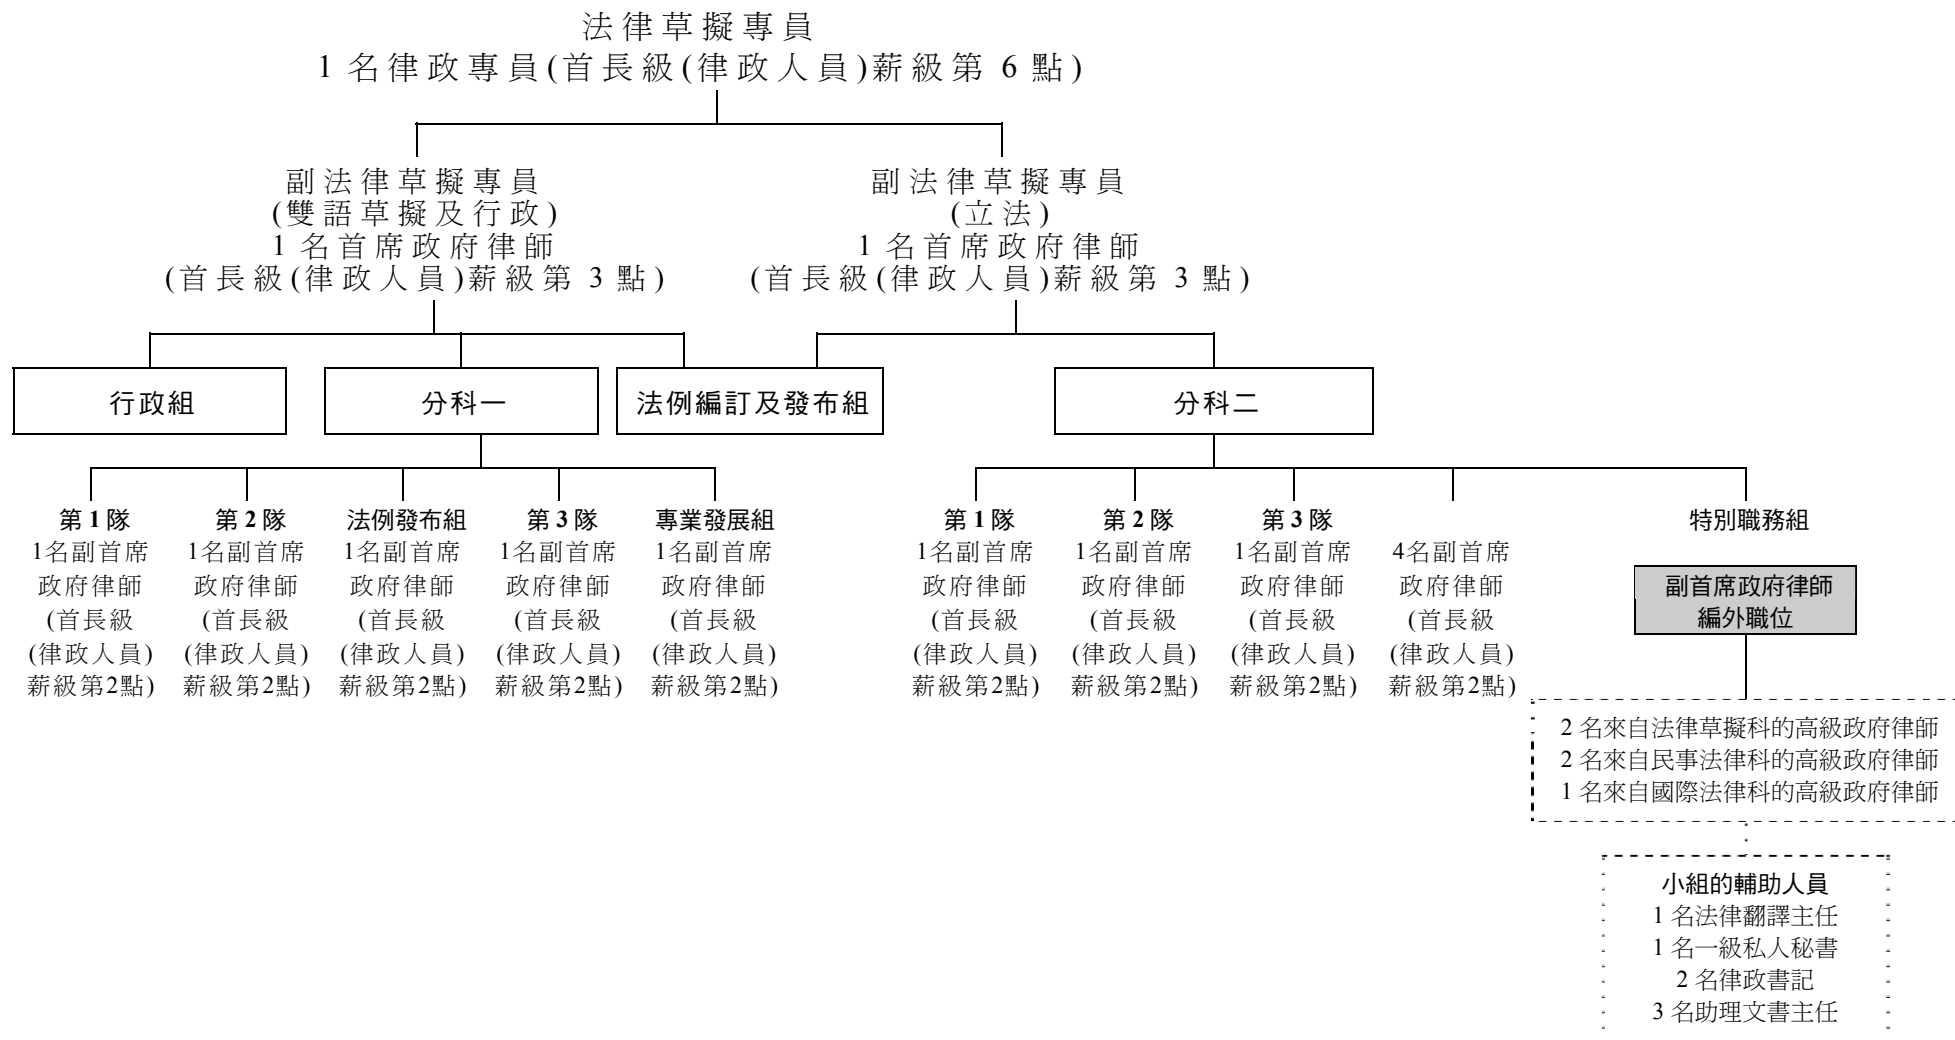 法律草擬專員
1 名律政專員(首長級(律政人員)薪級第 6 點)
副法律草擬專員
(雙語草擬及行政)
1 名首席政府律師
(首長級(律政人員)薪級第 3 點)
副法律草擬專員
(立法)
1 名首席政府律師
(首長級(律政人員)薪級第 3 點)
行政組
分科一
法例編訂及發布組
分科二
第1隊
1名副首席
政府律師
(首長級
(律政人員)
薪級第2點)
第2隊
1名副首席
政府律師
(首長級
(律政人員)
薪級第2點)
法例發布組
1名副首席
政府律師
(首長級
(律政人員)
薪級第2點)
第3隊
1名副首席
政府律師
(首長級
(律政人員)
薪級第2點)
專業發展組
1名副首席
政府律師
(首長級
(律政人員)
薪級第2點)
第1隊
1名副首席
政府律師
(首長級
(律政人員)
薪級第2點)
第2隊
1名副首席
政府律師
(首長級
(律政人員)
薪級第2點)
第3隊
1名副首席
政府律師
(首長級
(律政人員)
薪級第2點)
4名副首席
政府律師
(首長級
(律政人員)
薪級第2點)
特別職務組
副首席政府律師
編外職位
2 名來自法律草擬科的高級政府律師
2 名來自民事法律科的高級政府律師
1 名來自國際法律科的高級政府律師
小組的輔助人員
1 名法律翻譯主任
1 名一級私人秘書
2 名律政書記
3 名助理文書主任